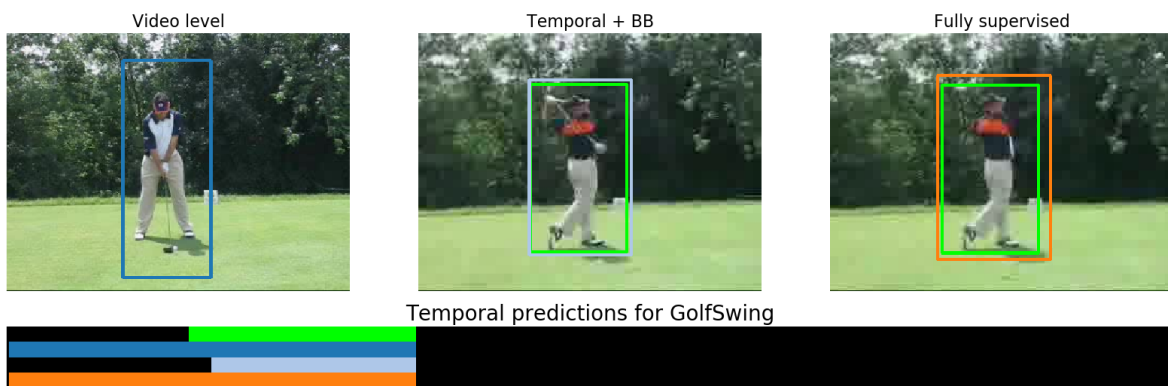 Video level
Temporal + BB
Fully supervised
Temporal predictions for GolfSwing